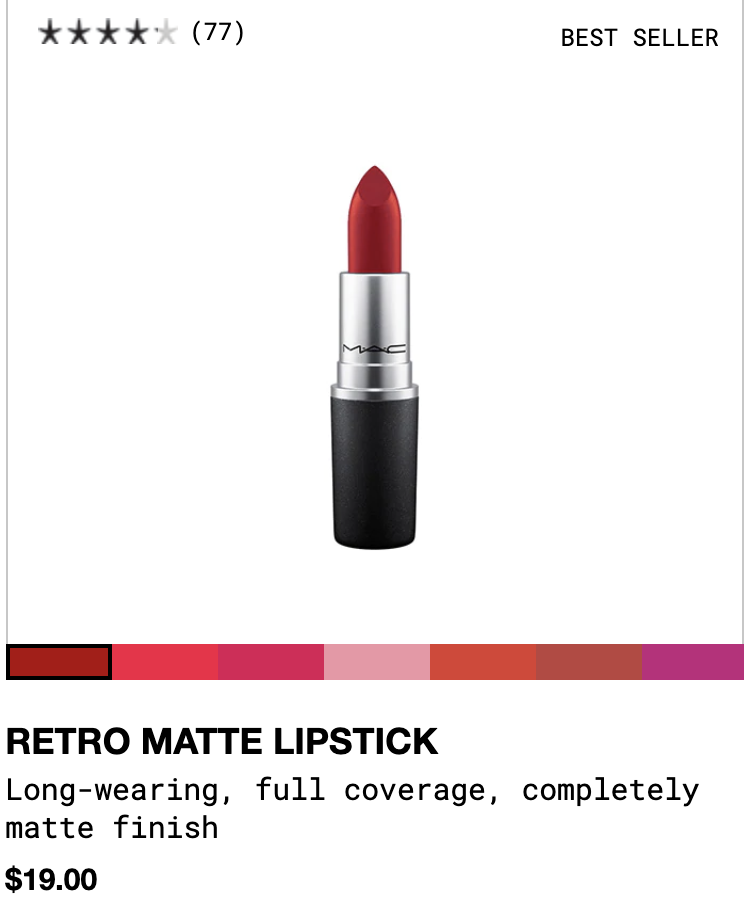 (77)
BEST SELLER
MAC
RETRO MATTE LIPSTICK
Long-wearing, full coverage, completely
matte finish
$19.00